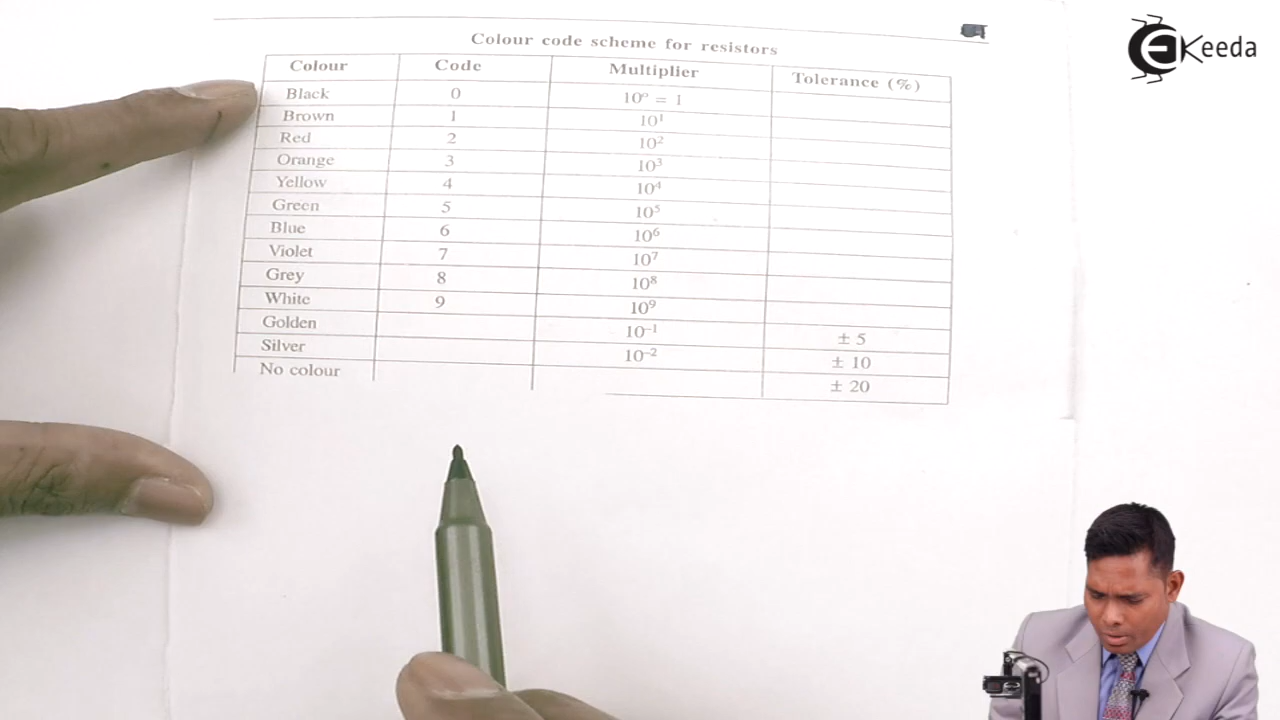 EKeeda
Colour code scheme for resistors
Colour Code Multiplier Tolerance (%)
Black 0 10⁰ = 1
Brown 1 10¹
Red 2 10²
Orange 3 10³
Yellow 4 10⁴
Green 5 10⁵
Blue 6 10⁶
Violet 7 10⁷
Grey 8 10⁸
White 9 10⁹
Golden 10⁻¹ ± 5
Silver 10⁻² ± 10
No colour ± 20